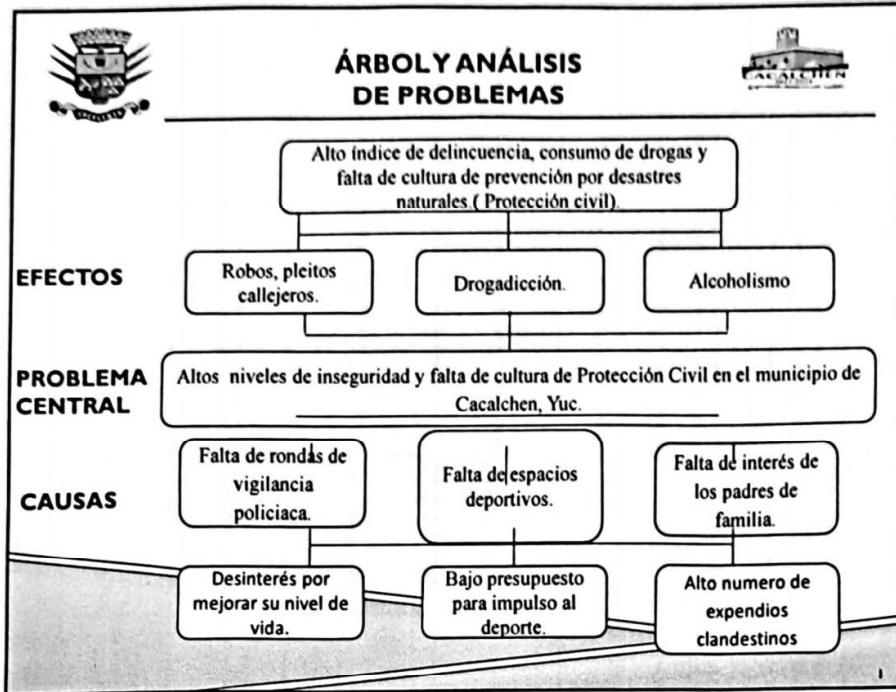 ÁRBOL Y ANÁLISIS
DE PROBLEMAS
CACALCHEN
Alto índice de delincuencia, consumo de drogas y
falta de cultura de prevención por desastres
naturales.( Protección civil).
EFECTOS
Robos, pleitos
callejeros.
Drogadicción.
Alcoholismo
PROBLEMA
CENTRAL
Altos niveles de inseguridad y falta de cultura de Protección Civil en el municipio de
Cacalchen, Yuc.
CAUSAS
Falta de rondas de
vigilancia
policiaca.
Falta de espacios
deportivos.
Falta de interés de
los padres de
familia.
Desinterés por
mejorar su nivel de
vida.
Bajo presupuesto
para impulso al
deporte.
Alto numero de
expendios
clandestinos
1